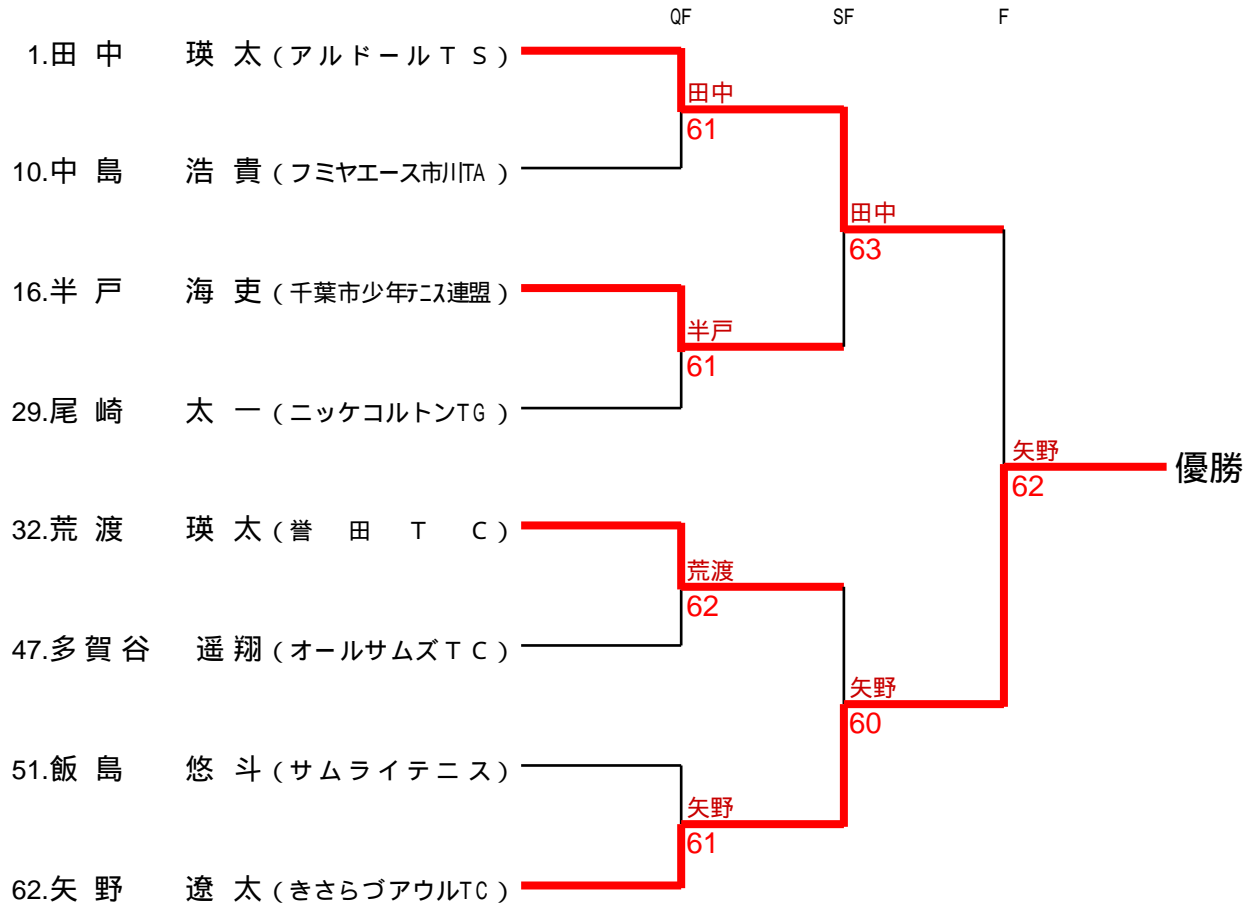 QF SF F
1.田中 瑛太(アルドールTS)
田中
61
10.中島 浩貴(フミヤエース市川TA)
田中
63
16.半戸 海吏(千葉市少年テニス連盟)
半戸
61
29.尾崎 太一(ニッケコルトンTG)
矢野
62
優勝
32.荒渡 瑛太(誉田TC)
荒渡
62
47.多賀谷 遥翔(オールサムズTC)
矢野
60
51.飯島 悠斗(サムライテニス)
矢野
61
62.矢野 遼太(きさらづアウルTC)